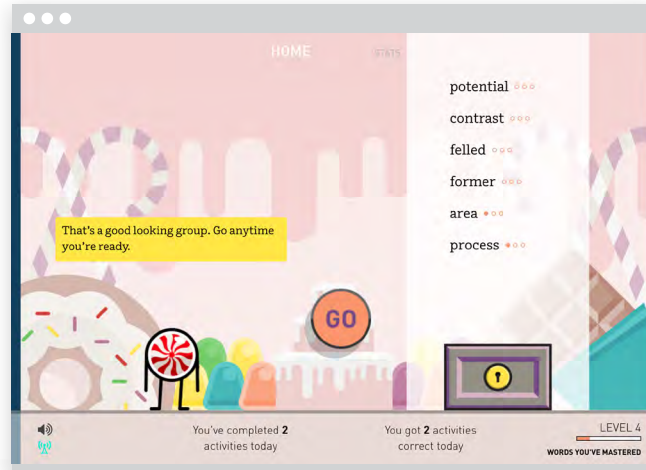 HOME
97615
potential
contrast
felled
former
area
process
That's a good looking group. Go anytime
you're ready.
GO
You've completed 2
activities today
You got 2 activities
correct today
LEVEL 4
WORDS YOU'VE MASTERED